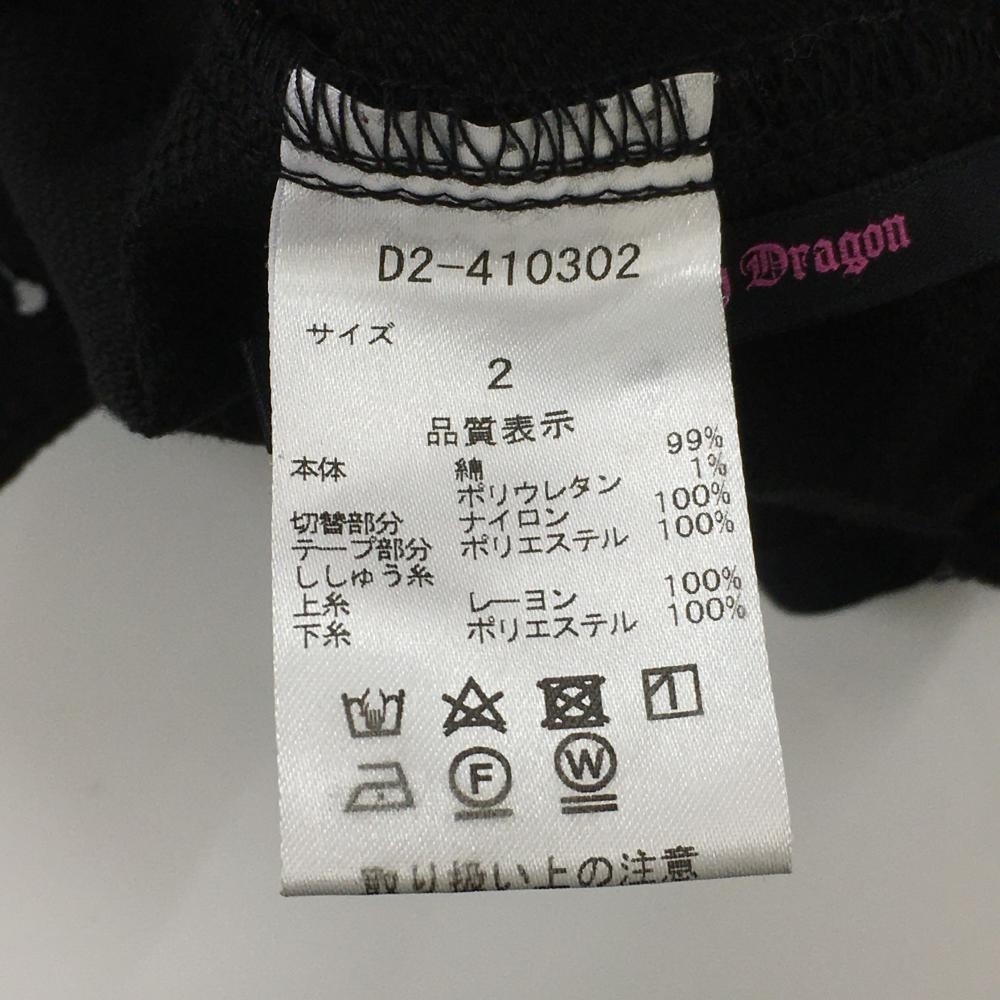 D2-410302
Dragon
サイズ
2
品質表示
本体 綿 99%
ポリウレタン 1%
切替部分 ナイロン 100%
テープ部分 ポリエステル 100%
ししゅう糸
上糸 レーヨン 100%
下糸 ポリエステル 100%
F W
取り扱い上の注意